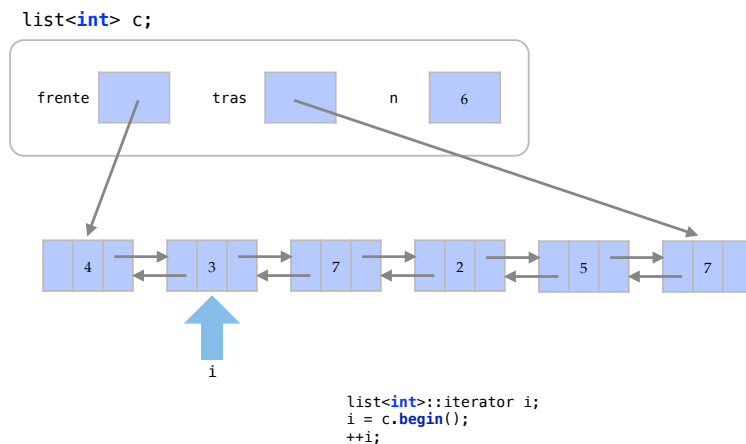 list<int> c;
frente tras n 6
4 3 7 2 5 7
i
list<int>::iterator i;
i = c.begin();
++i;